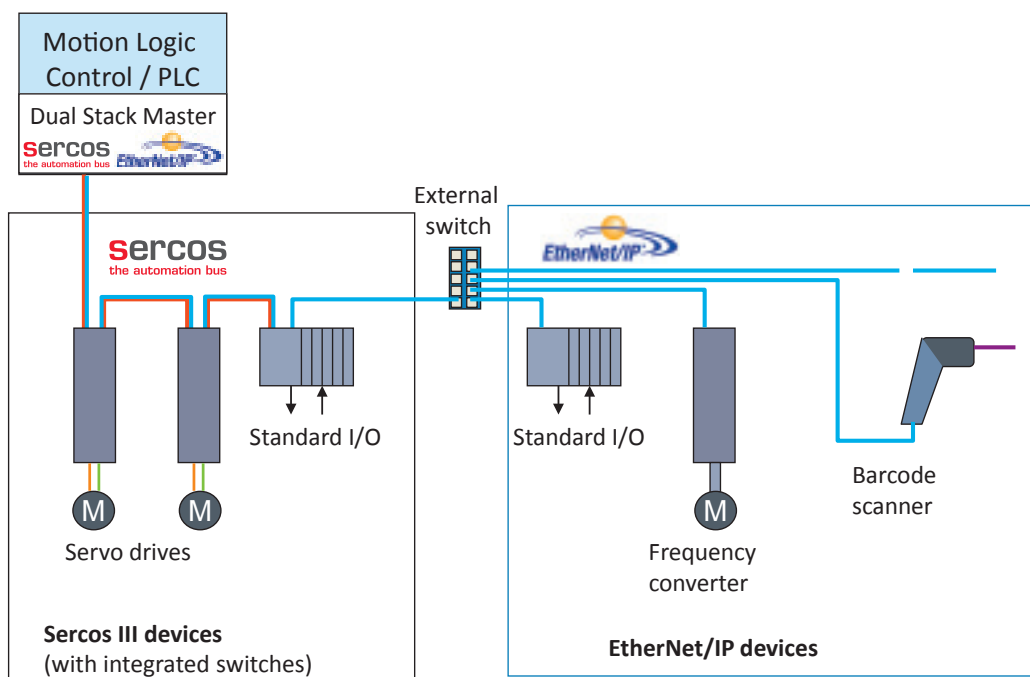 Motion Logic
Control / PLC
Dual Stack Master
sercos
the automation bus
EtherNet/IP
External
switch
sercos
the automation bus
EtherNet/IP
Standard I/O
Standard I/O
M
M
M
Servo drives
Frequency
converter
Barcode
scanner
Sercos III devices
(with integrated switches)
EtherNet/IP devices